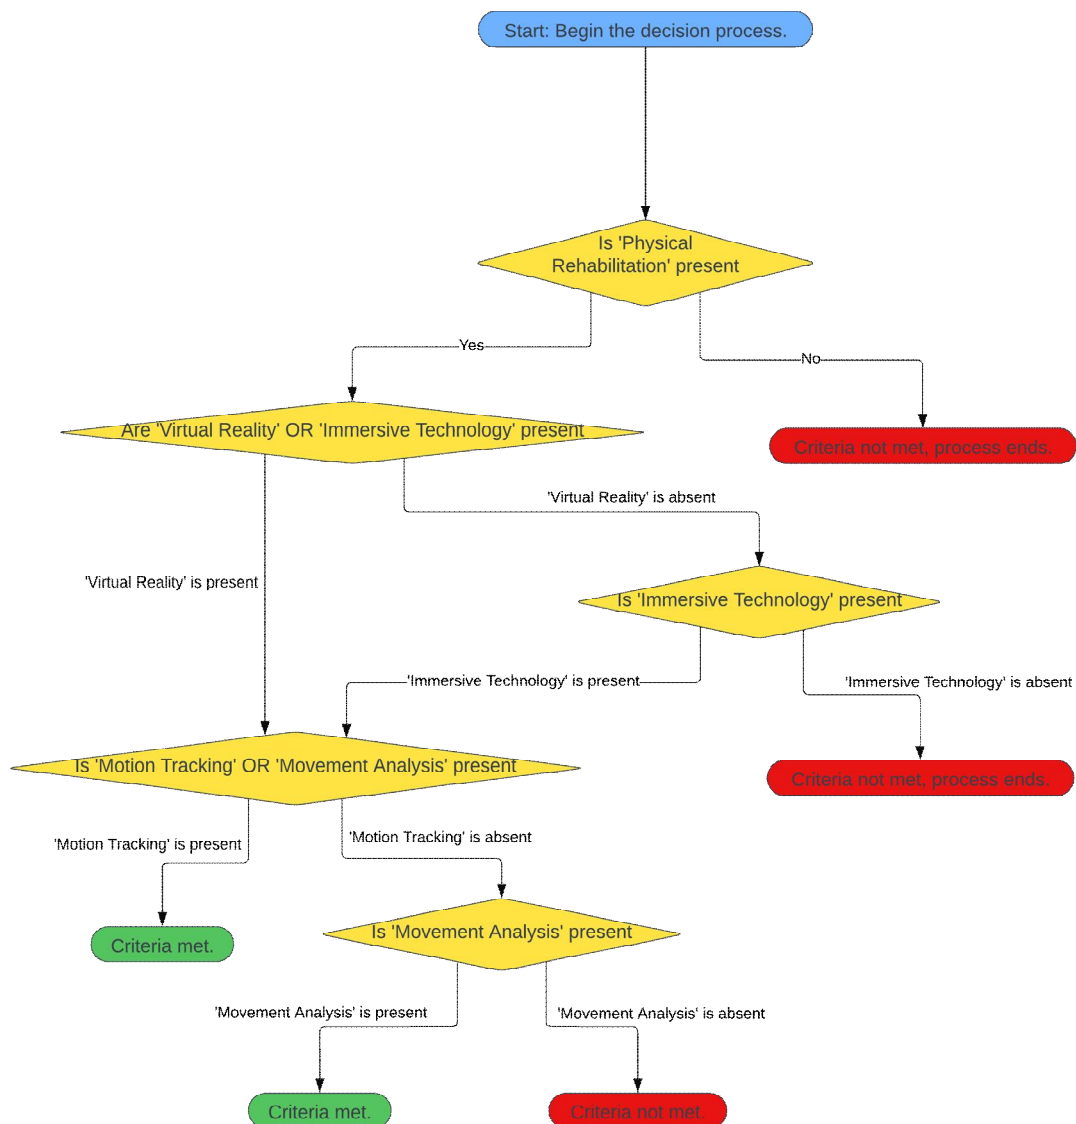 Start: Begin the decision process.
Is 'Physical
Rehabilitation' present
Yes
No
Are 'Virtual Reality' OR 'Immersive Technology' present
Criteria not met, process ends.
'Virtual Reality' is absent
'Virtual Reality' is present
Is 'Immersive Technology' present
'Immersive Technology' is present
'Immersive Technology' is absent
Is 'Motion Tracking' OR 'Movement Analysis' present
Criteria not met, process ends.
'Motion Tracking' is present
'Motion Tracking' is absent
Is 'Movement Analysis' present
Criteria met.
'Movement Analysis' is present
'Movement Analysis' is absent
Criteria met.
Criteria not met.